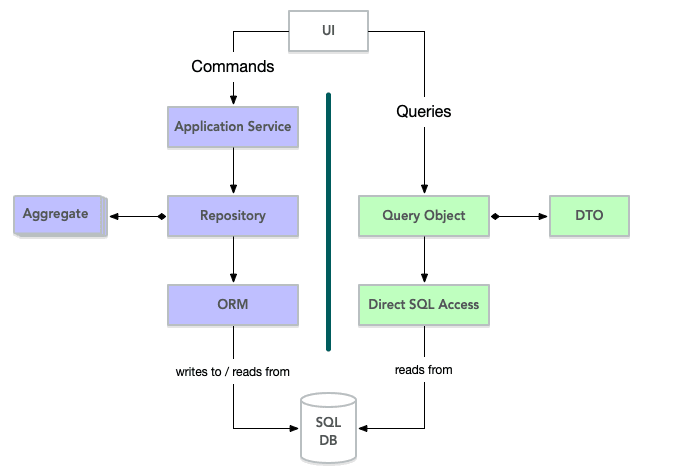 UI
Commands
Queries
Application Service
Aggregate
Repository
Query Object
DTO
ORM
Direct SQL Access
writes to / reads from
reads from
SQL
DB